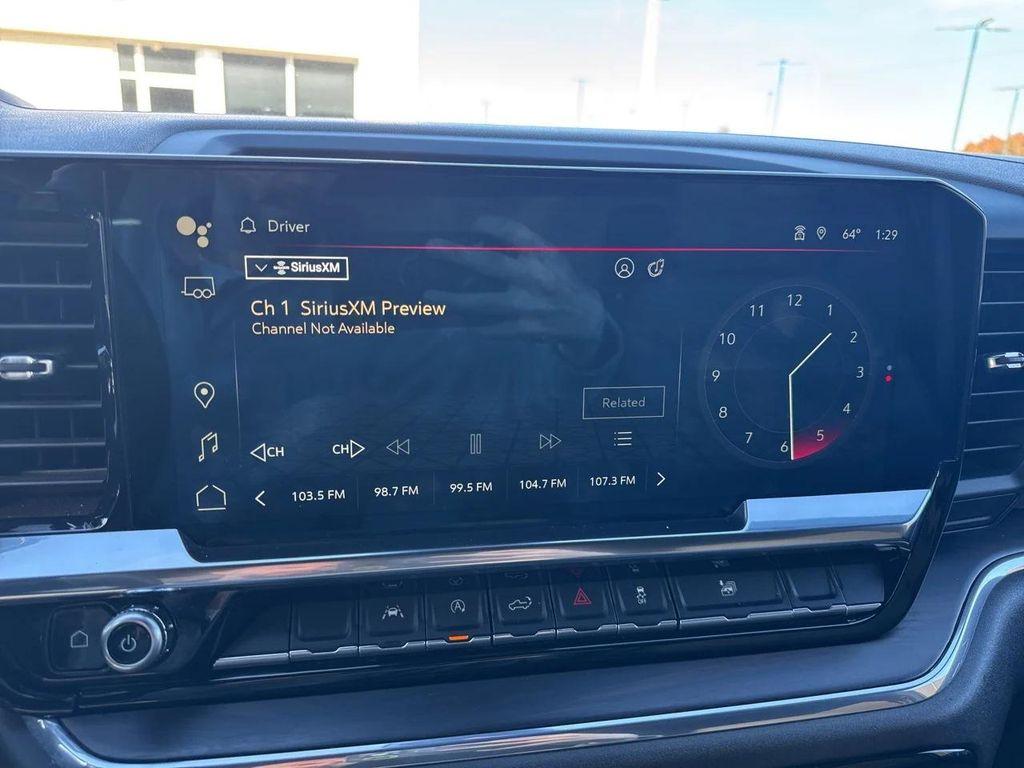 Driver
64° 1:29
SiriusXM
Ch 1 SiriusXM Preview
Channel Not Available
12
11 1
10 2
9 3
8 4
7 5
6
Related
CH CH
103.5 FM 98.7 FM 99.5 FM 104.7 FM 107.3 FM
A